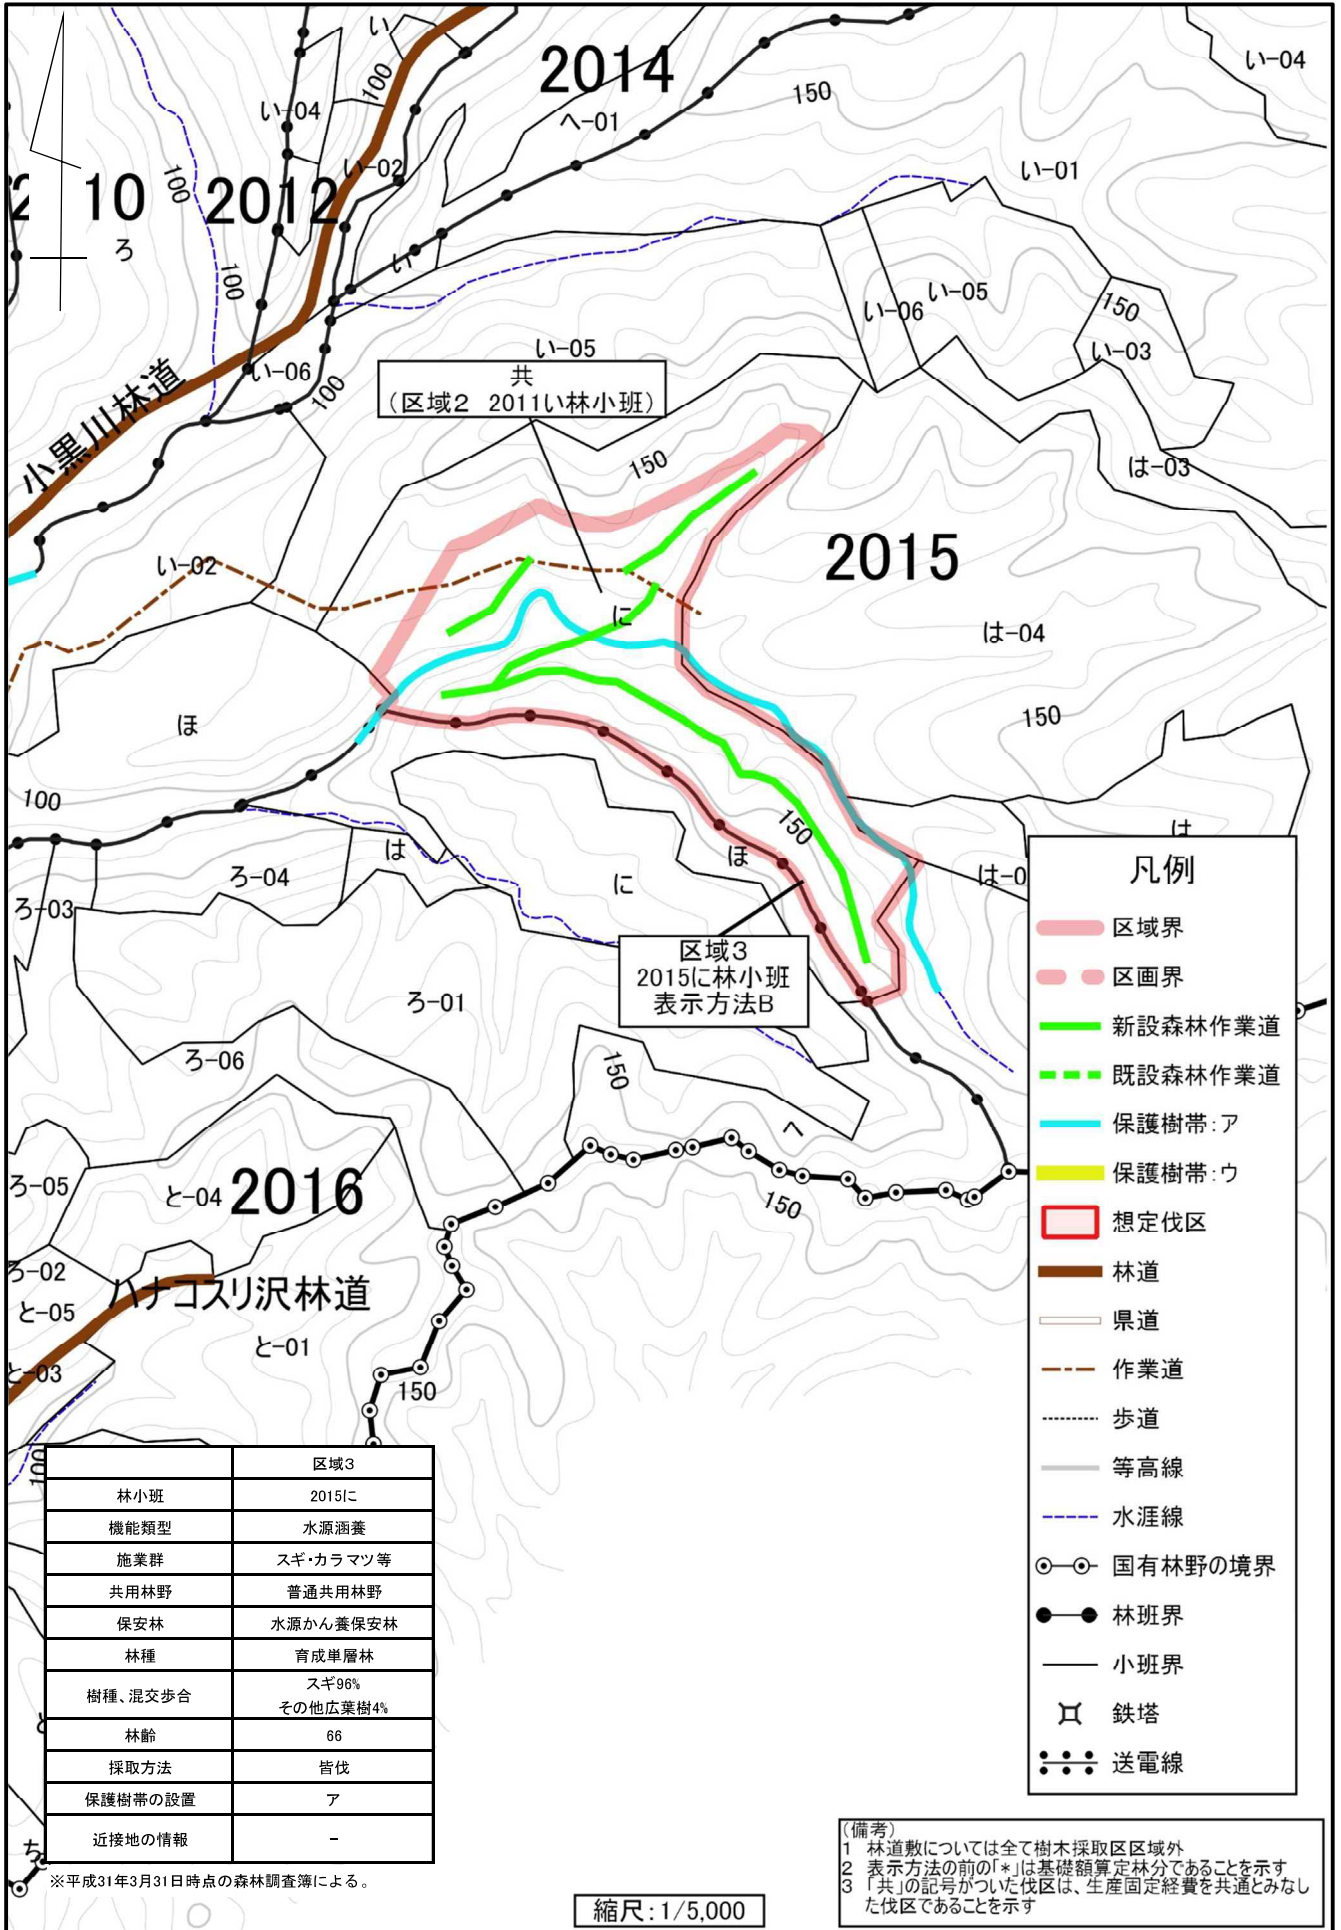 2014
い
100
い-04
150
い-04
へ-01
100
い-02
い-01
10
2012
ろ
100
い
い-06
い-05
150
い-03
い-05
い-06
100
共
（区域2　2011い林小班）
小黒川林道
150
は-03
2015
い-02
に
は-04
ほ
150
100
150
は
は
ほ
ろ-04
に
は-0
ろ-03
区域3
2015に林小班
表示方法B
ろ-01
ろ-06
150
へ
ろ-05
と-04
2016
150
ろ-02
ハナコスリ沢林道
と-05
と-01
と-03
150
100
ち
凡例
区域界
区画界
新設森林作業道
既設森林作業道
保護樹帯：ア
保護樹帯：ウ
想定伐区
林道
県道
作業道
歩道
等高線
水涯線
国有林野の境界
林班界
小班界
鉄塔
送電線
区域3
林小班　2015に
機能類型　水源涵養
施業群　スギ・カラマツ等
共用林野　普通共用林野
保安林　水源かん養保安林
林種　育成単層林
樹種、混交歩合　スギ96%
その他広葉樹4%
林齢　66
採取方法　皆伐
保護樹帯の設置　ア
近接地の情報　－
※平成31年3月31日時点の森林調査簿による。
縮尺：1/5,000
（備考）
1　林道敷については全て樹木採取区区域外
2　表示方法の前の「*」は基礎額算定林分であることを示す
3　「共」の記号がついた伐区は、生産固定経費を共通とみなし
た伐区であることを示す